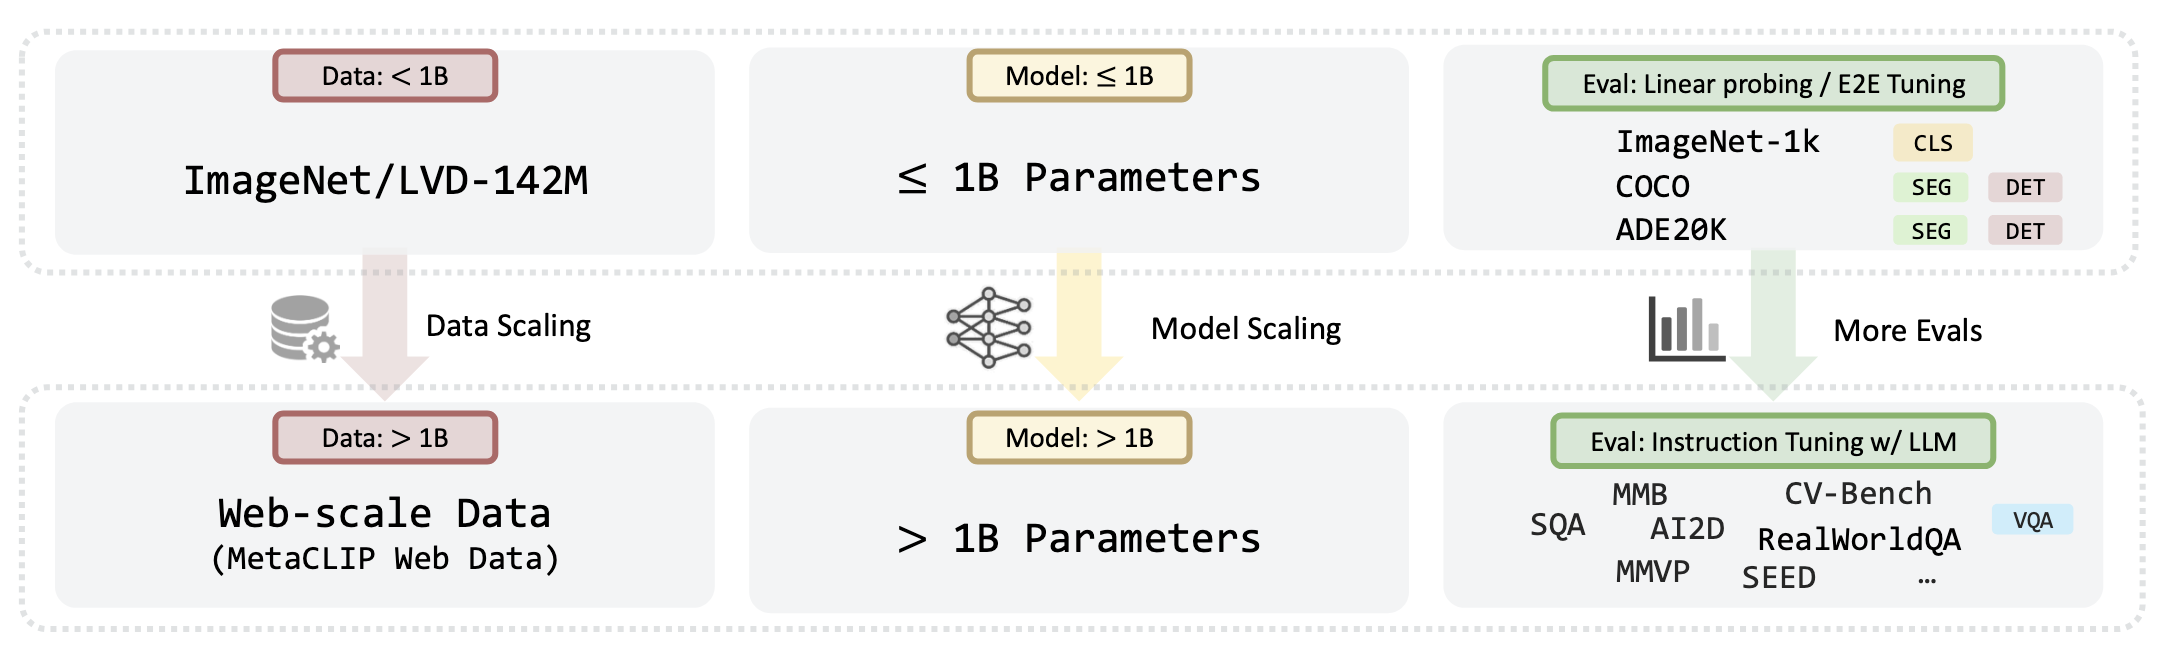 Data: < 1B
Model: ≤ 1B
Eval: Linear probing / E2E Tuning
ImageNet/LVD-142M
≤ 1B Parameters
ImageNet-1k CLS
COCO SEG DET
ADE20K SEG DET
Data Scaling
Model Scaling
More Evals
Data: > 1B
Model: > 1B
Eval: Instruction Tuning w/ LLM
Web-scale Data
(MetaCLIP Web Data)
> 1B Parameters
MMB CV-Bench
SQA AI2D RealWorldQA VQA
MMVP SEED …